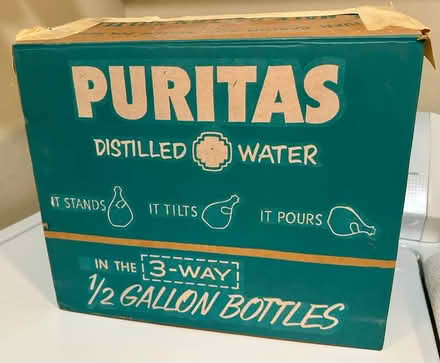 PURITAS
DISTILLED WATER
IT STANDS IT TILTS IT POURS
IN THE 3-WAY
1/2 GALLON BOTTLES